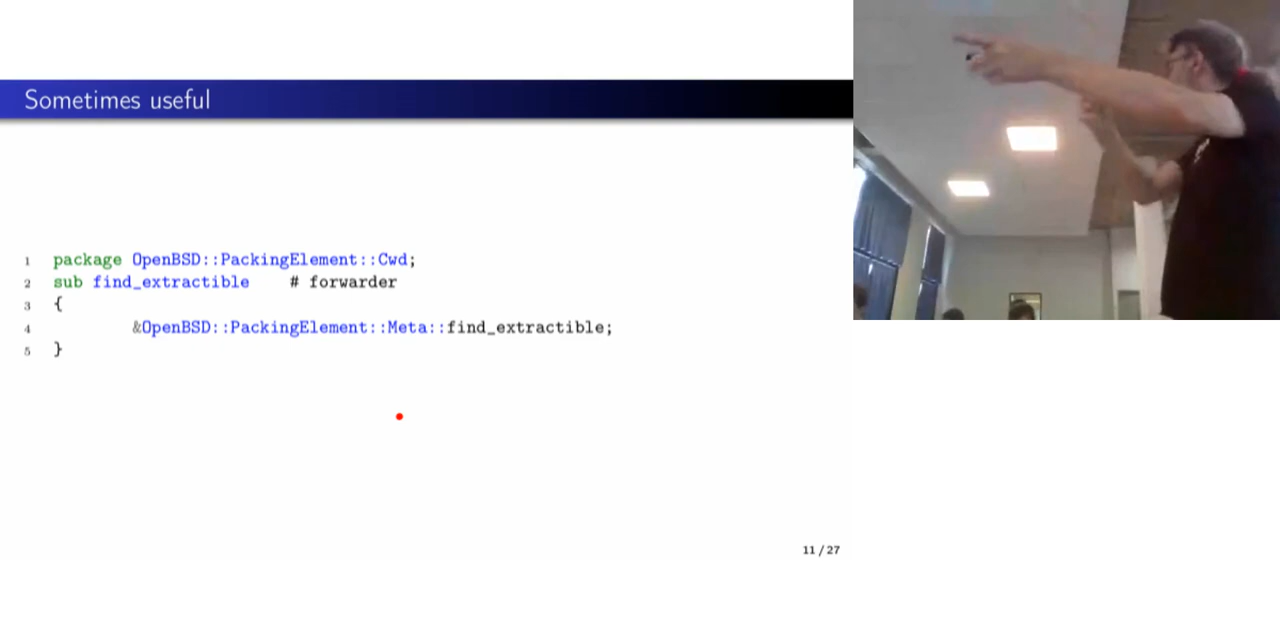 Sometimes useful
1 package OpenBSD::PackingElement::Cwd;
2 sub find_extractible    # forwarder
3 {
4         &OpenBSD::PackingElement::Meta::find_extractible;
5 }
11 / 27